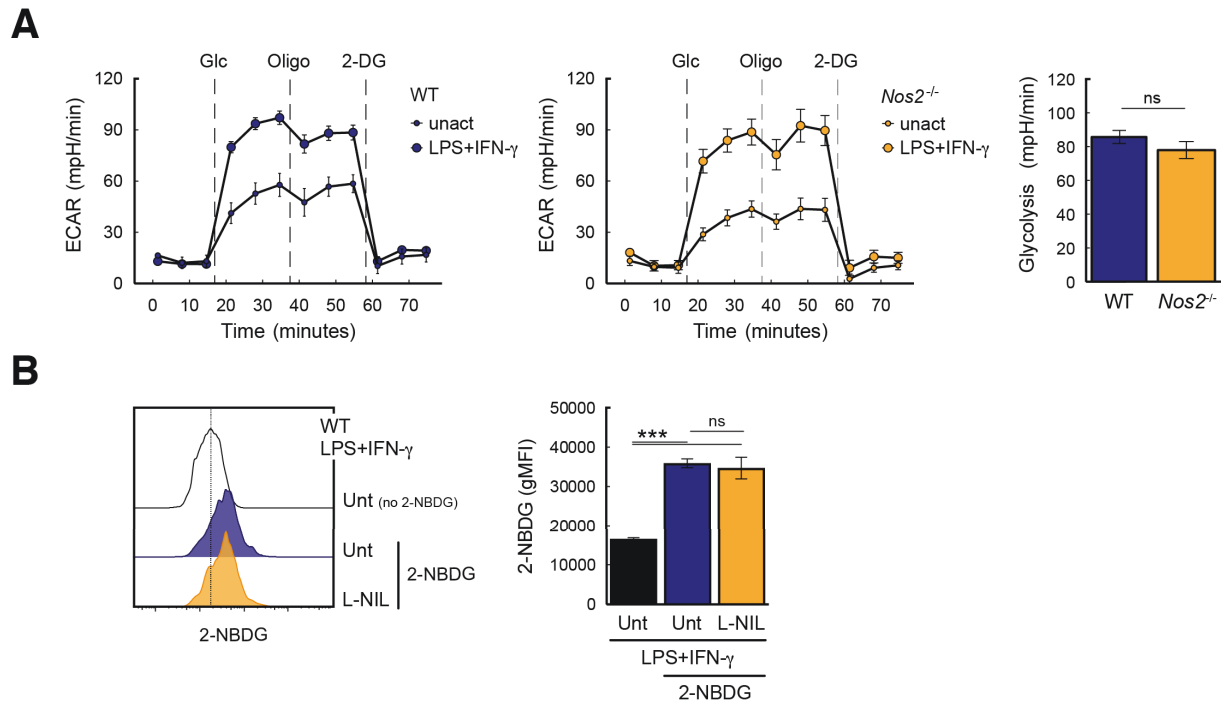 A
Glc Oligo 2-DG
120
90
60
30
0
ECAR (mpH/min)
WT
unact
LPS+IFN-γ
0 10 20 30 40 50 60 70
Time (minutes)
Glc Oligo 2-DG
120
90
60
30
0
ECAR (mpH/min)
Nos2-/-
unact
LPS+IFN-γ
0 10 20 30 40 50 60 70
Time (minutes)
120
100
80
60
40
20
0
Glycolysis (mpH/min)
ns
WT Nos2-/-
B
WT
LPS+IFN-γ
Unt (no 2-NBDG)
Unt
L-NIL
2-NBDG
2-NBDG
50000
40000
30000
20000
10000
0
2-NBDG (gMFI)
***
ns
Unt Unt L-NIL
LPS+IFN-γ
2-NBDG